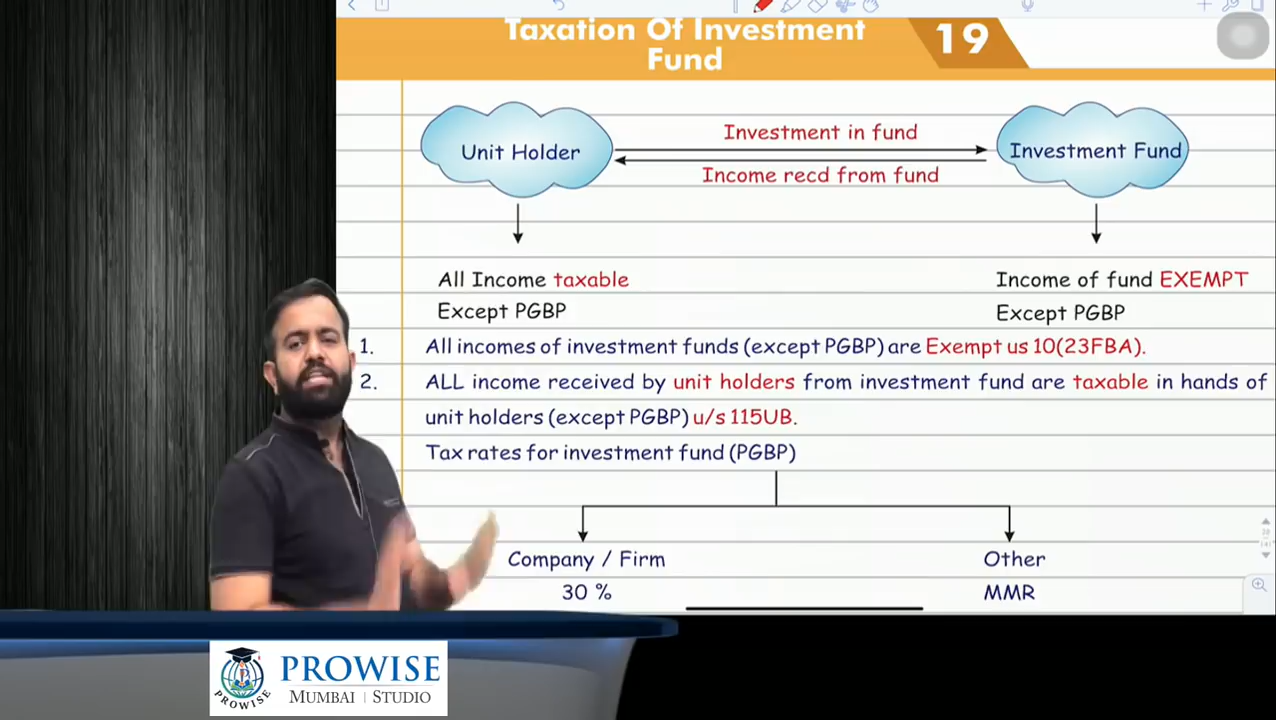 Taxation Of Investment
Fund
19
Unit Holder
Investment in fund
Income recd from fund
Investment Fund
All Income taxable
Except PGBP
Income of fund EXEMPT
Except PGBP
1. All incomes of investment funds (except PGBP) are Exempt us 10(23FBA).
2. ALL income received by unit holders from investment fund are taxable in hands of
unit holders (except PGBP) u/s 115UB.
Tax rates for investment fund (PGBP)
Company / Firm
30 %
Other
MMR
PROWISE
PROWISE
MUMBAI | STUDIO